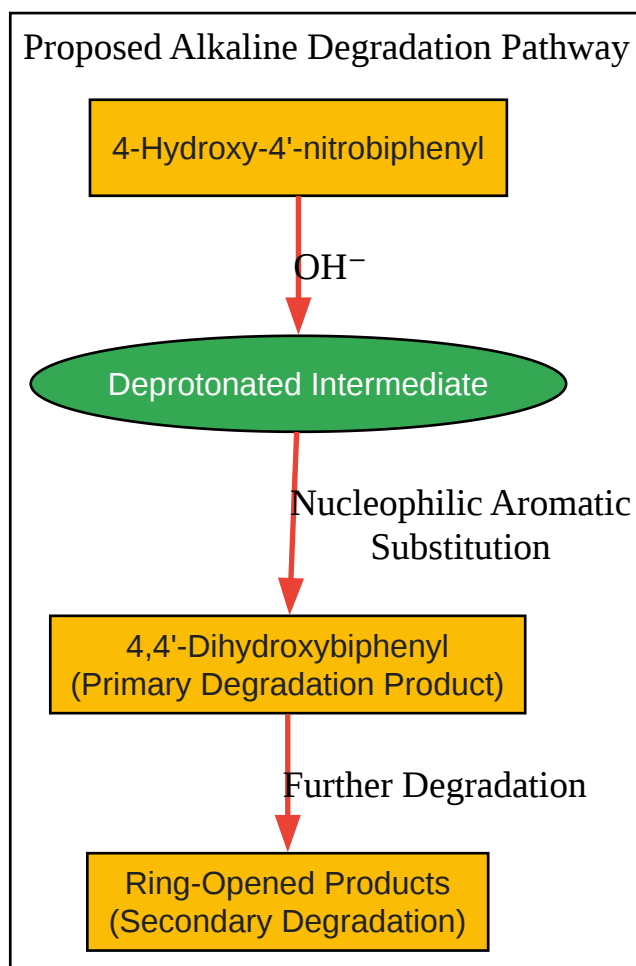 Proposed Alkaline Degradation Pathway
4-Hydroxy-4'-nitrobiphenyl
OH⁻
Deprotonated Intermediate
Nucleophilic Aromatic
Substitution
4,4'-Dihydroxybiphenyl
(Primary Degradation Product)
Further Degradation
Ring-Opened Products
(Secondary Degradation)